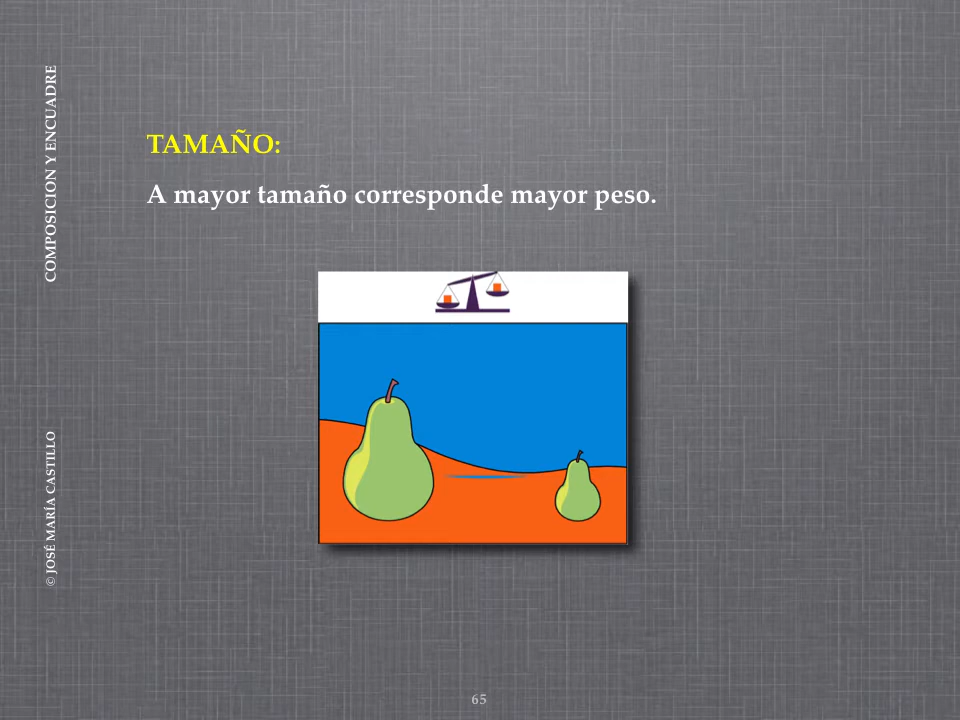 COMPOSICION Y ENCUADRE
© JOSÉ MARÍA CASTILLO
TAMAÑO:
A mayor tamaño corresponde mayor peso.
65